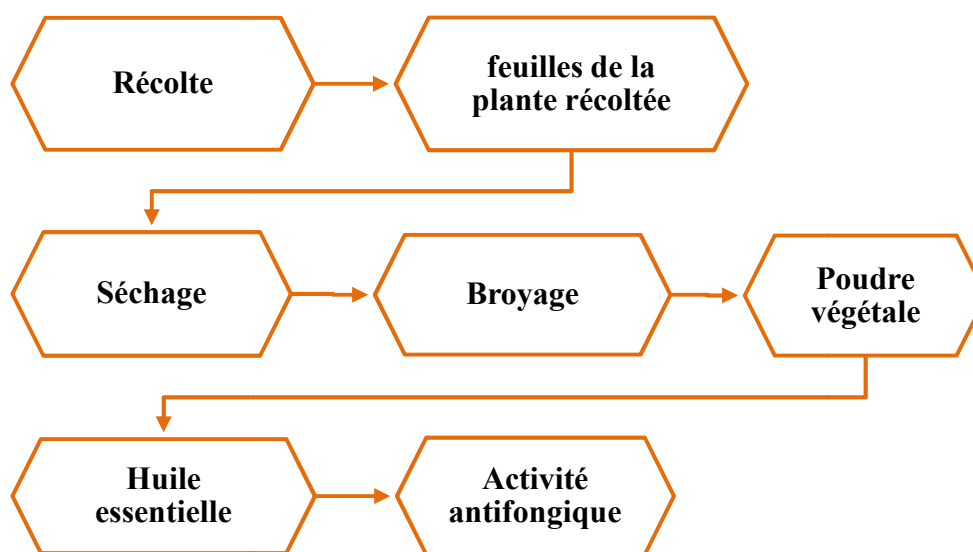 Récolte
feuilles de la
plante récoltée
Séchage
Broyage
Poudre
végétale
Huile
essentielle
Activité
antifongique